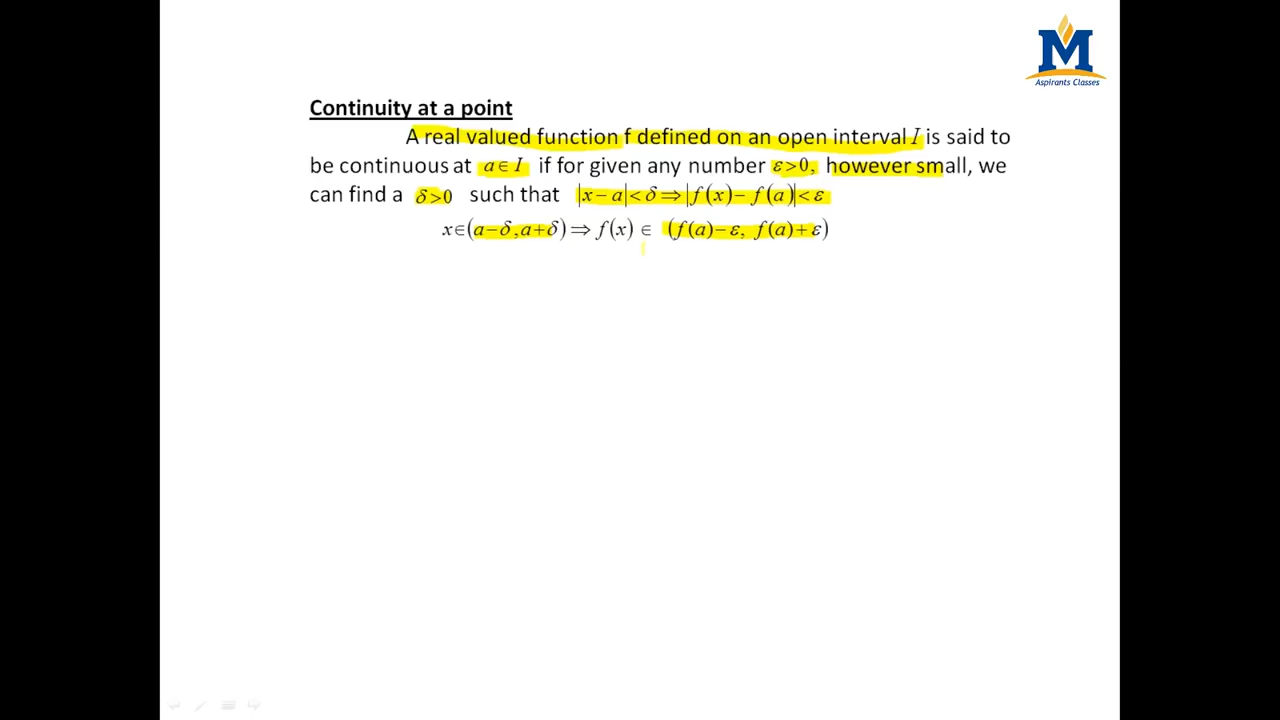 M
Aspirants Classes
Continuity at a point
A real valued function f defined on an open interval I is said to
be continuous at a ∈ I if for given any number ε>0, however small, we
can find a δ>0 such that |x−a|<δ⇒|f(x)−f(a)|<ε
x∈(a−δ,a+δ)⇒f(x)∈ (f(a)−ε, f(a)+ε)